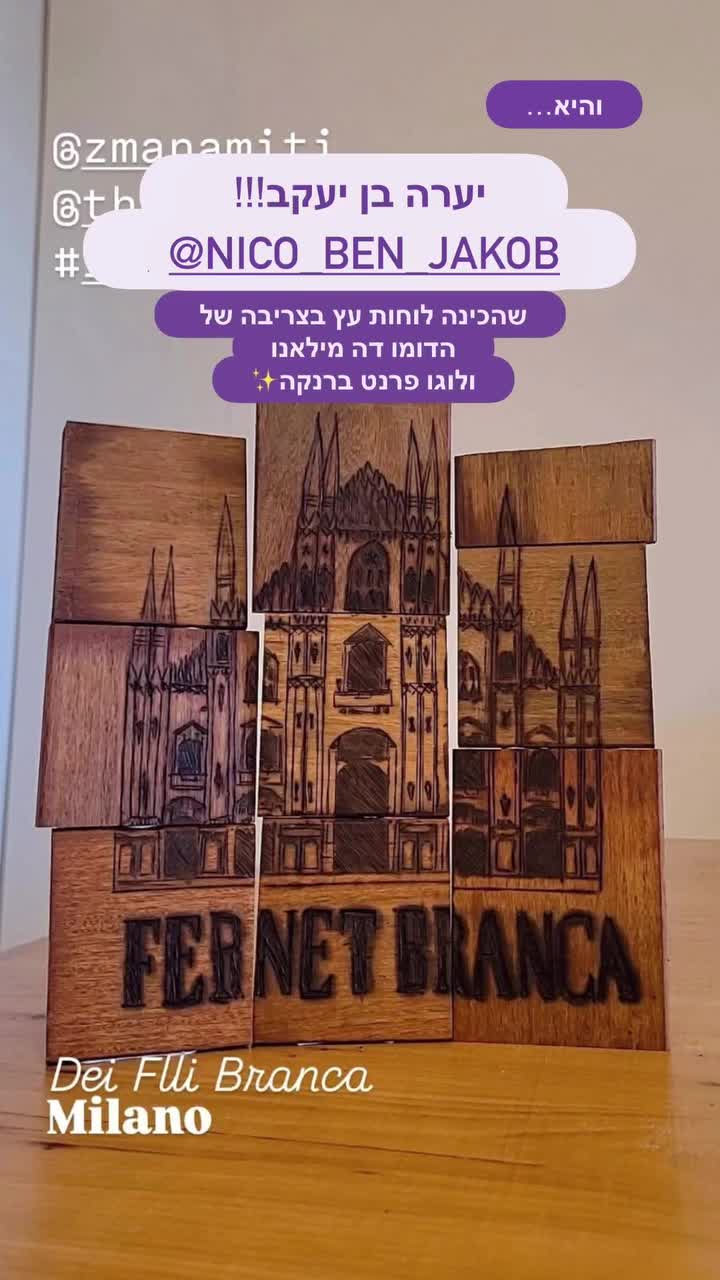 והיא...
@zmanamiti
יערה בן יעקב!!!
@th
@NICO_BEN_JAKOB
#
שהכינה לוחות עץ בצריבה של
הדומו דה מילאנו
ולוגו פרנט ברנקה✨
FERNET BRANCA
Dei Flli Branca
Milano